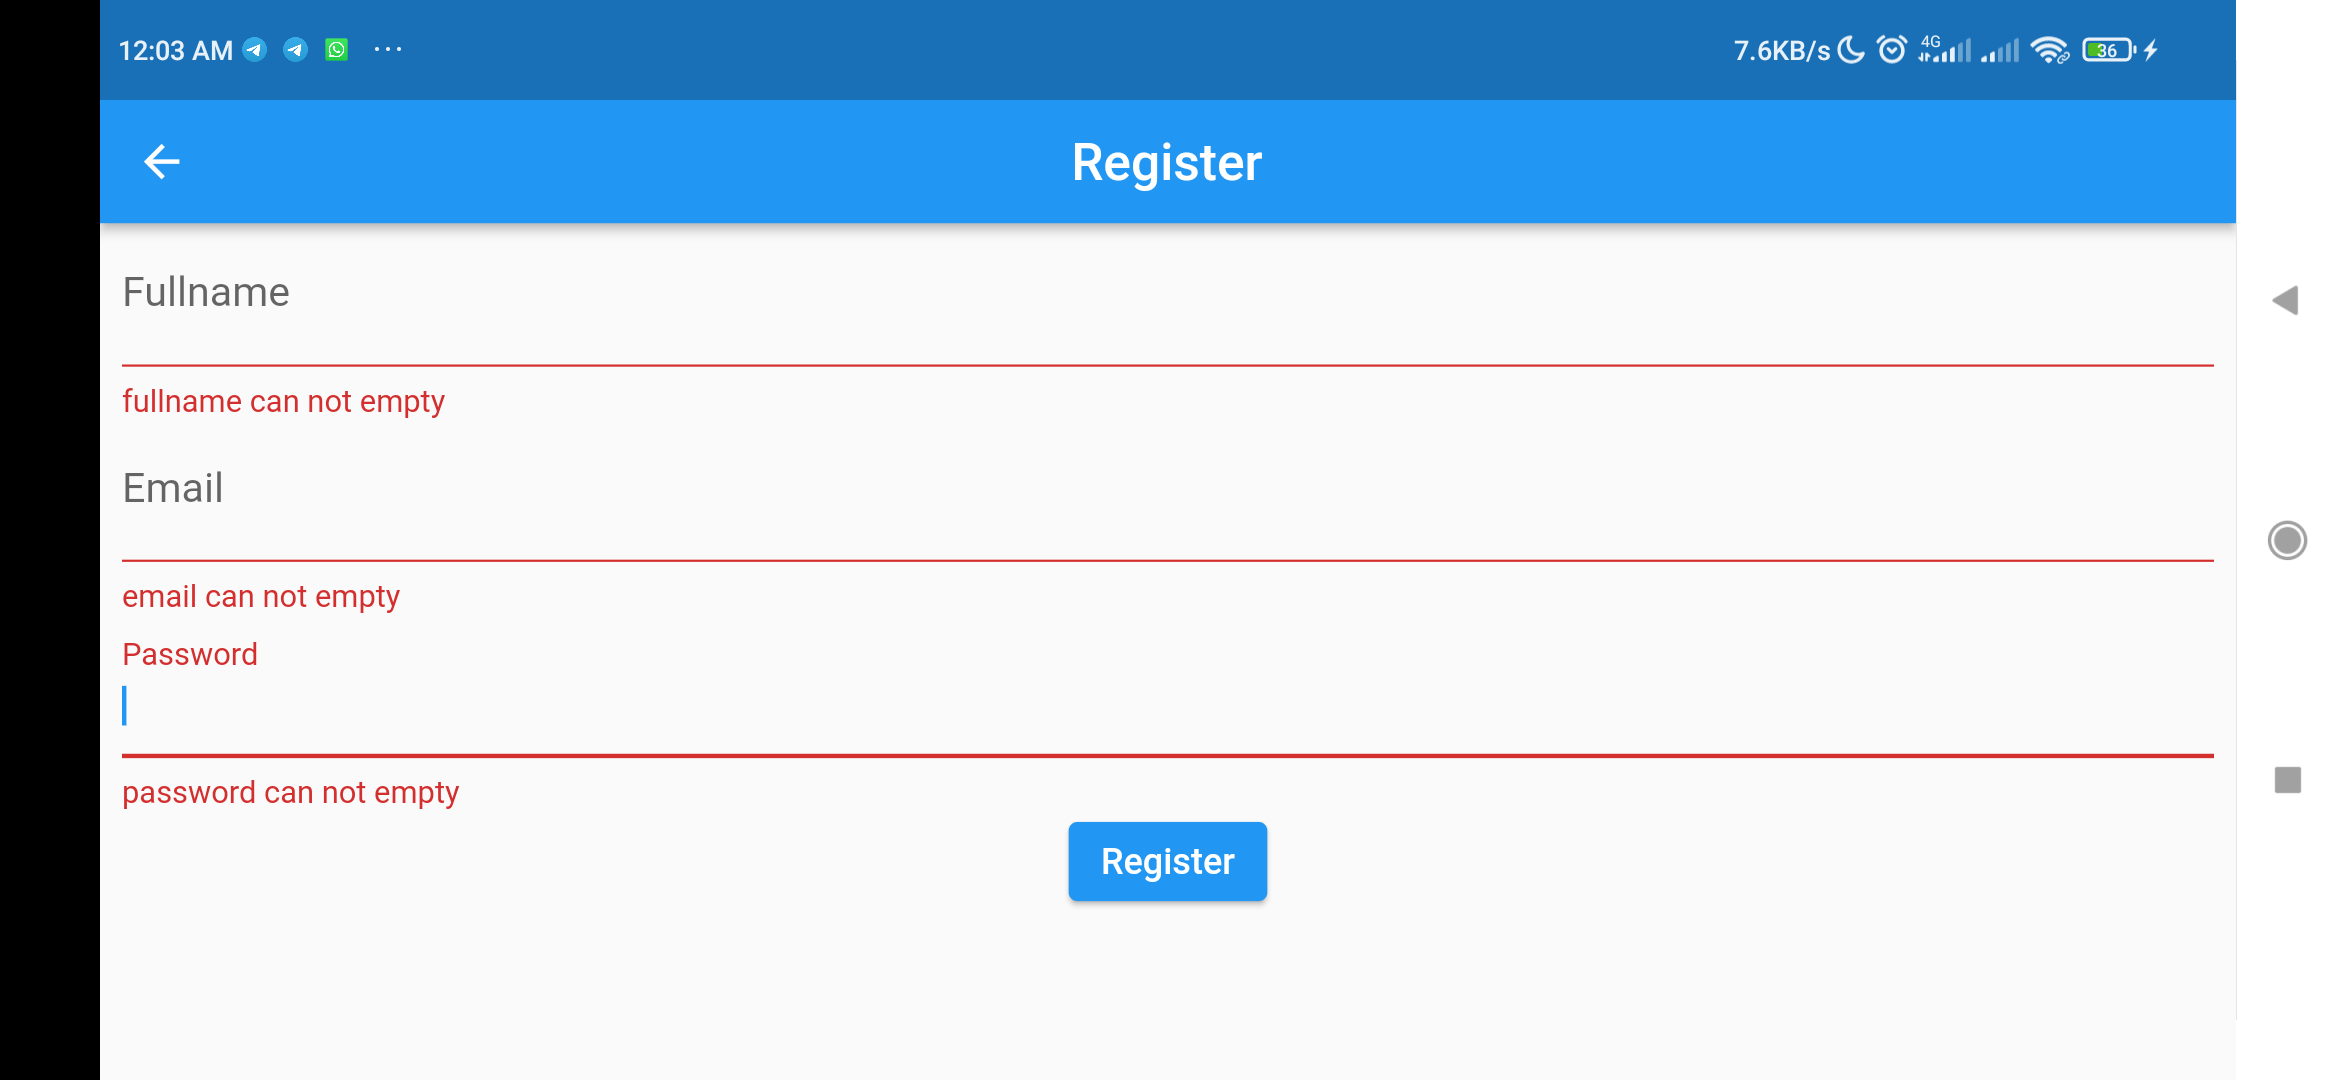 12:03 AM ··· 7.6KB/s 4G 36
Register
Fullname
fullname can not empty
Email
email can not empty
Password
password can not empty
Register